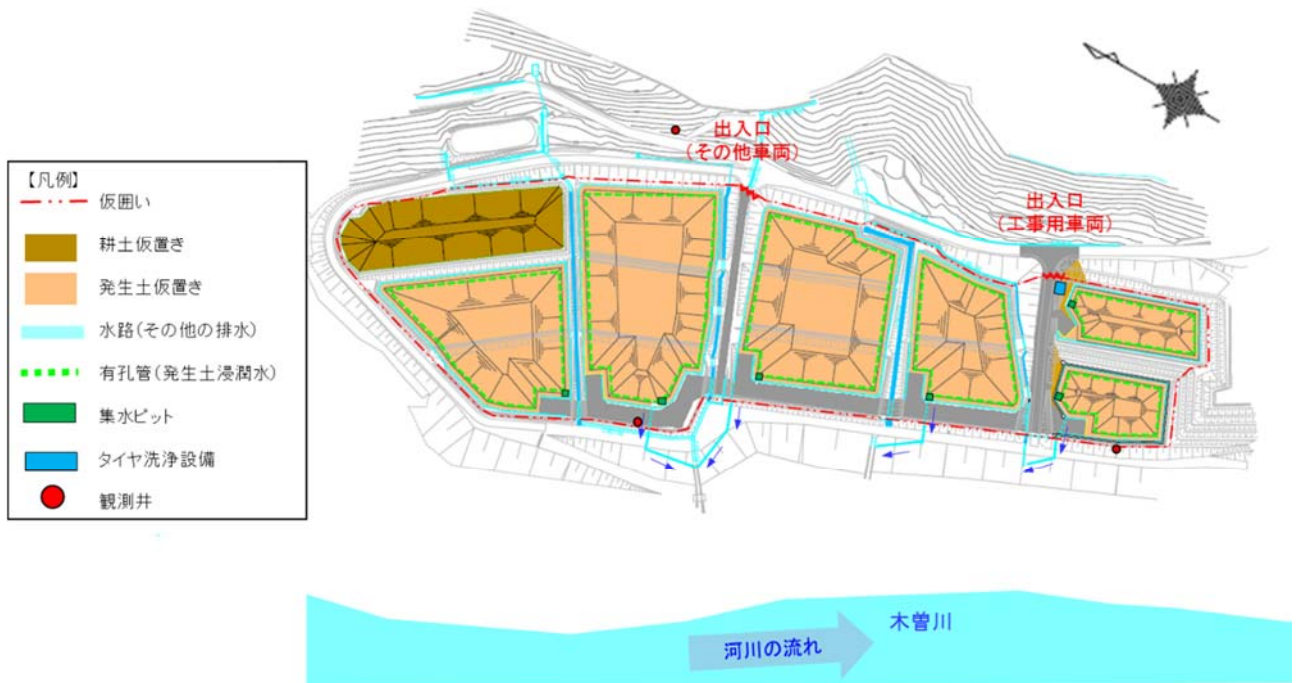 【凡例】
仮囲い
耕土仮置き
発生土仮置き
水路(その他の排水)
有孔管(発生土浸潤水)
集水ピット
タイヤ洗浄設備
観測井
出入口
(その他車両)
出入口
(工事用車両)
木曽川
河川の流れ